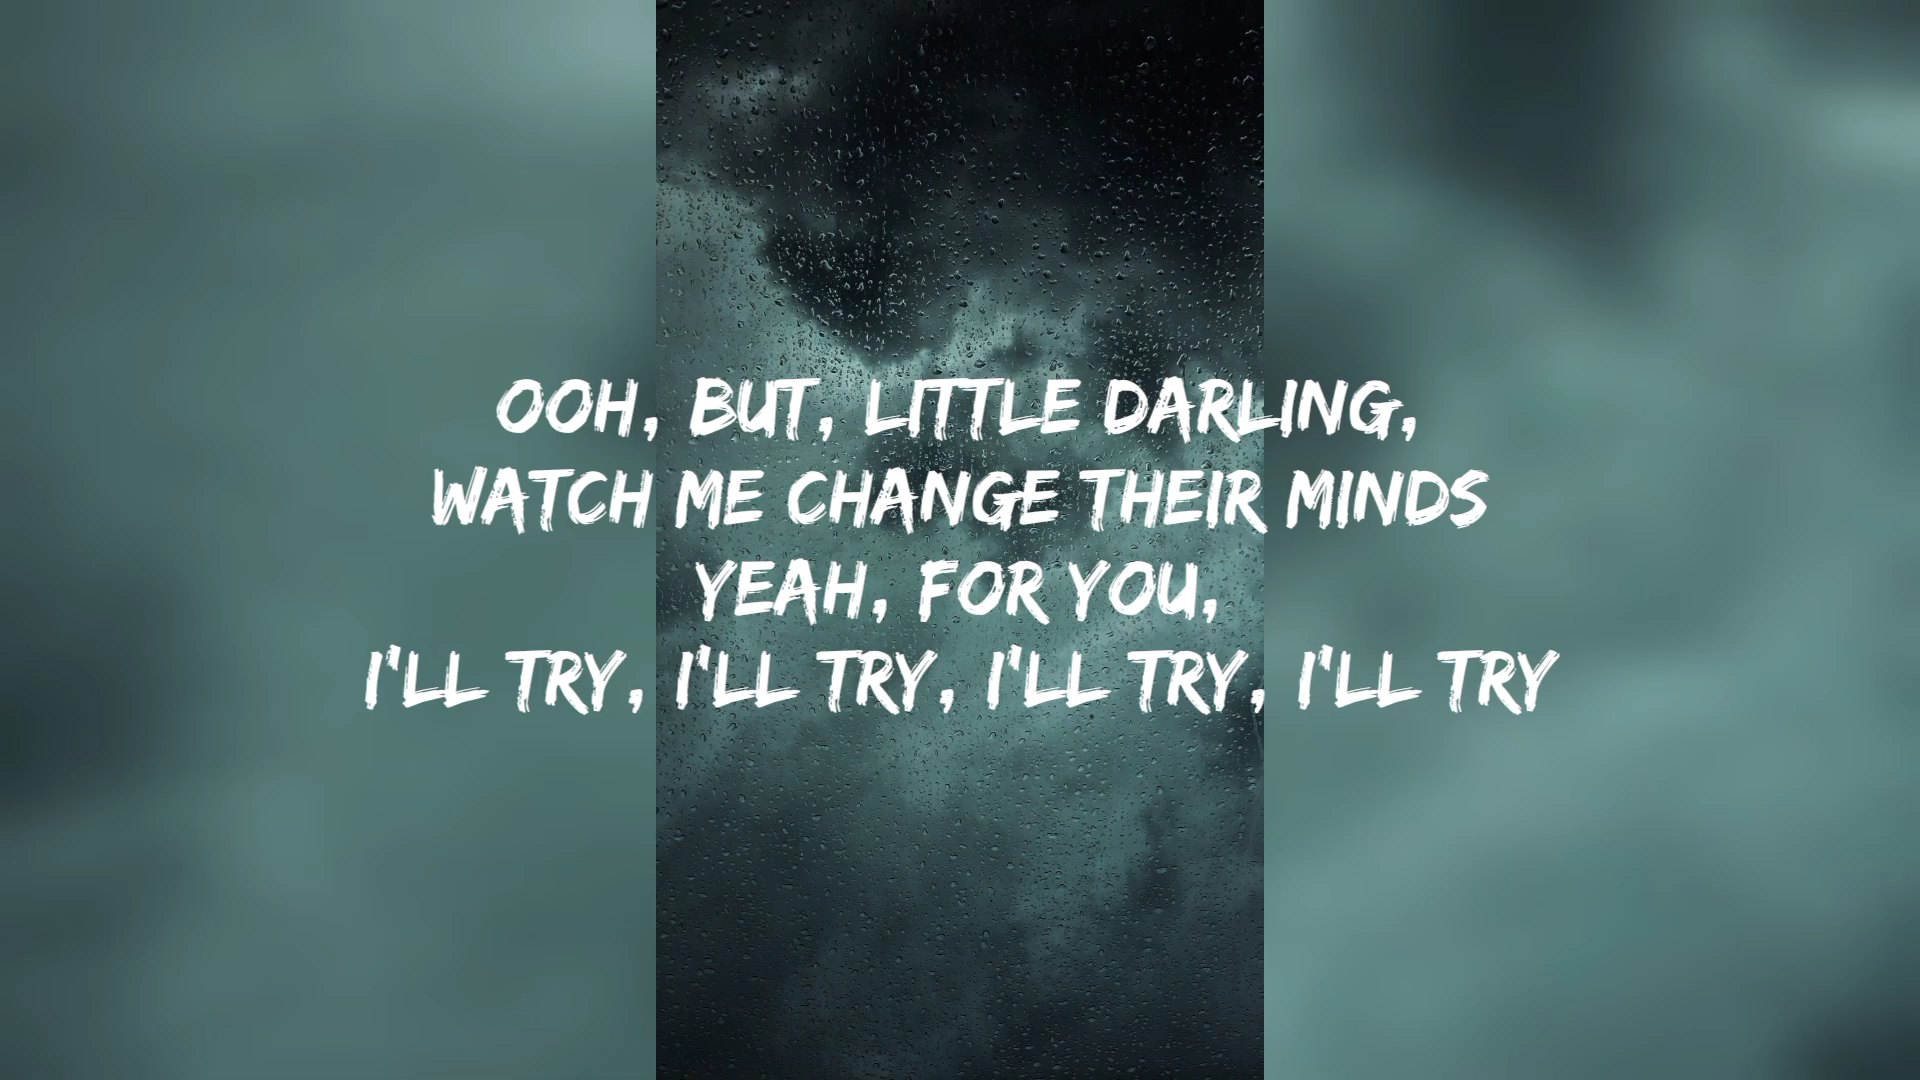 OOH, BUT, LITTLE DARLING,
WATCH ME CHANGE THEIR MINDS
YEAH, FOR YOU,
I'LL TRY, I'LL TRY, I'LL TRY, I'LL TRY